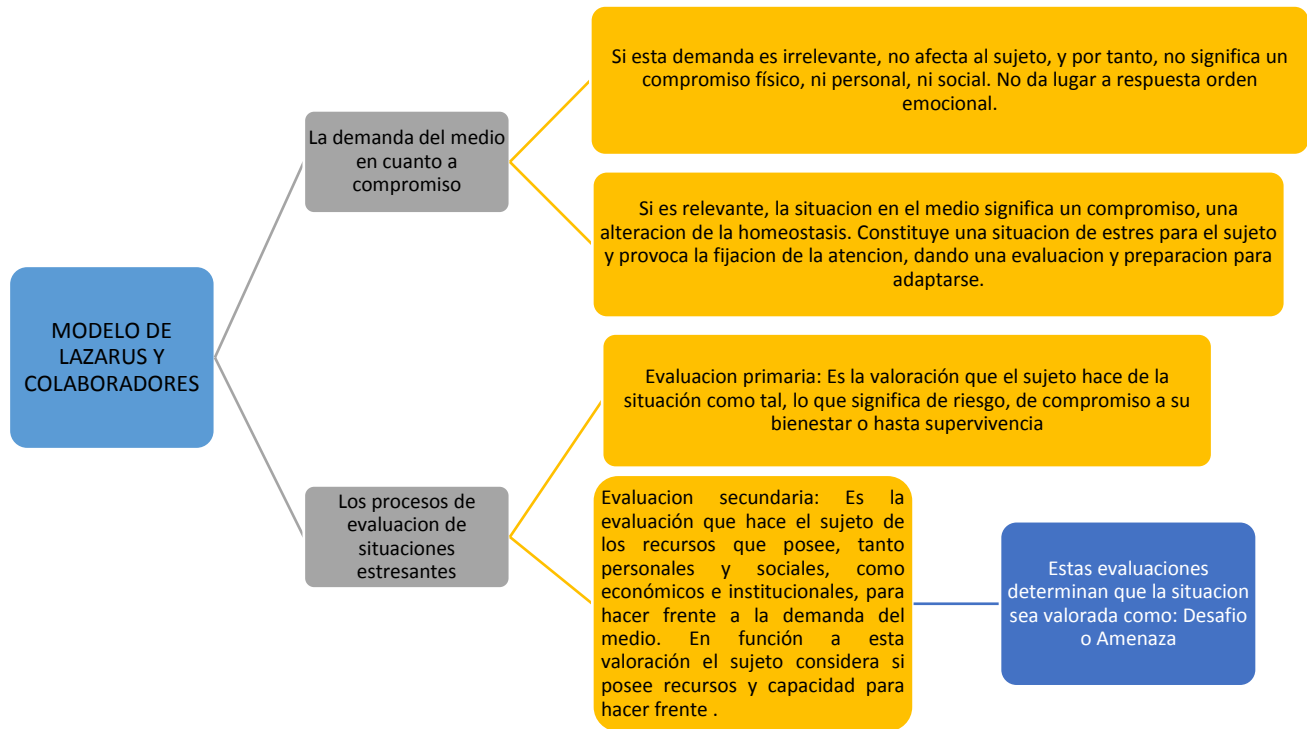 MODELO DE
LAZARUS Y
COLABORADORES
La demanda del medio
en cuanto a
compromiso
Si esta demanda es irrelevante, no afecta al sujeto, y por tanto, no significa un
compromiso físico, ni personal, ni social. No da lugar a respuesta orden
emocional.
Si es relevante, la situacion en el medio significa un compromiso, una
alteracion de la homeostasis. Constituye una situacion de estres para el sujeto
y provoca la fijacion de la atencion, dando una evaluacion y preparacion para
adaptarse.
Los procesos de
evaluacion de
situaciones
estresantes
Evaluacion primaria: Es la valoración que el sujeto hace de la
situación como tal, lo que significa de riesgo, de compromiso a su
bienestar o hasta supervivencia
Evaluacion secundaria: Es la
evaluación que hace el sujeto de
los recursos que posee, tanto
personales y sociales, como
económicos e institucionales, para
hacer frente a la demanda del
medio. En función a esta
valoración el sujeto considera si
posee recursos y capacidad para
hacer frente .
Estas evaluaciones
determinan que la situacion
sea valorada como: Desafio
o Amenaza